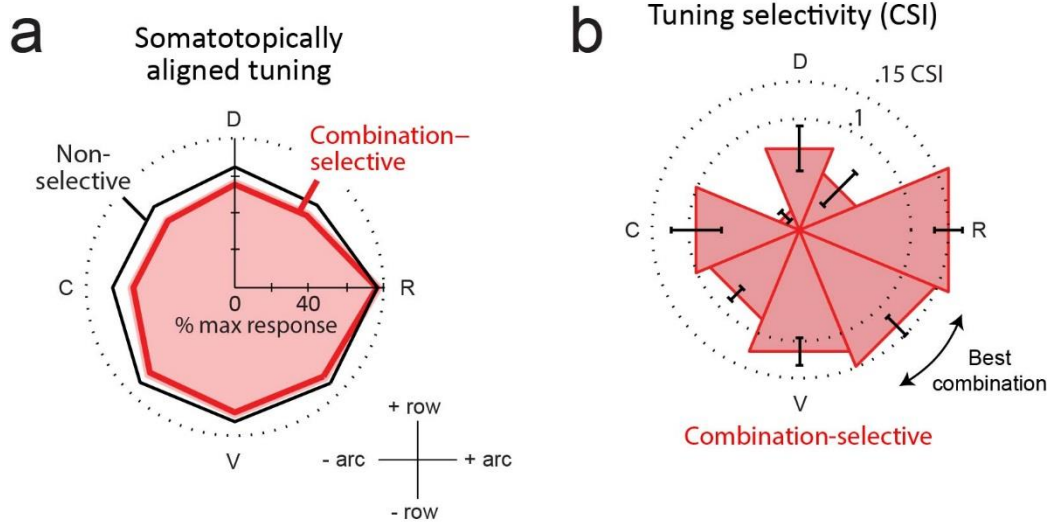 a
Somatotopically
aligned tuning
D
Non-
selective
Combination–
selective
C
R
0
40
% max response
V
+ row
- arc
+ arc
- row
b
Tuning selectivity (CSI)
D
.15 CSI
.1
C
R
V
Best
combination
Combination-selective